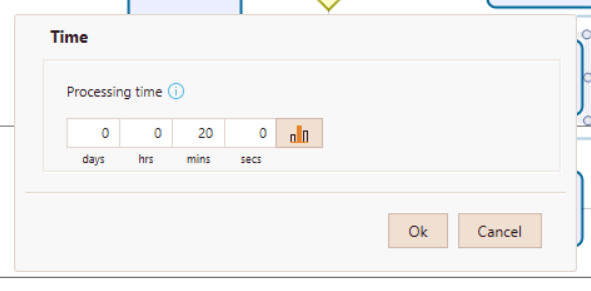 Time
Processing time
0 0 20 0
days hrs mins secs
Ok Cancel